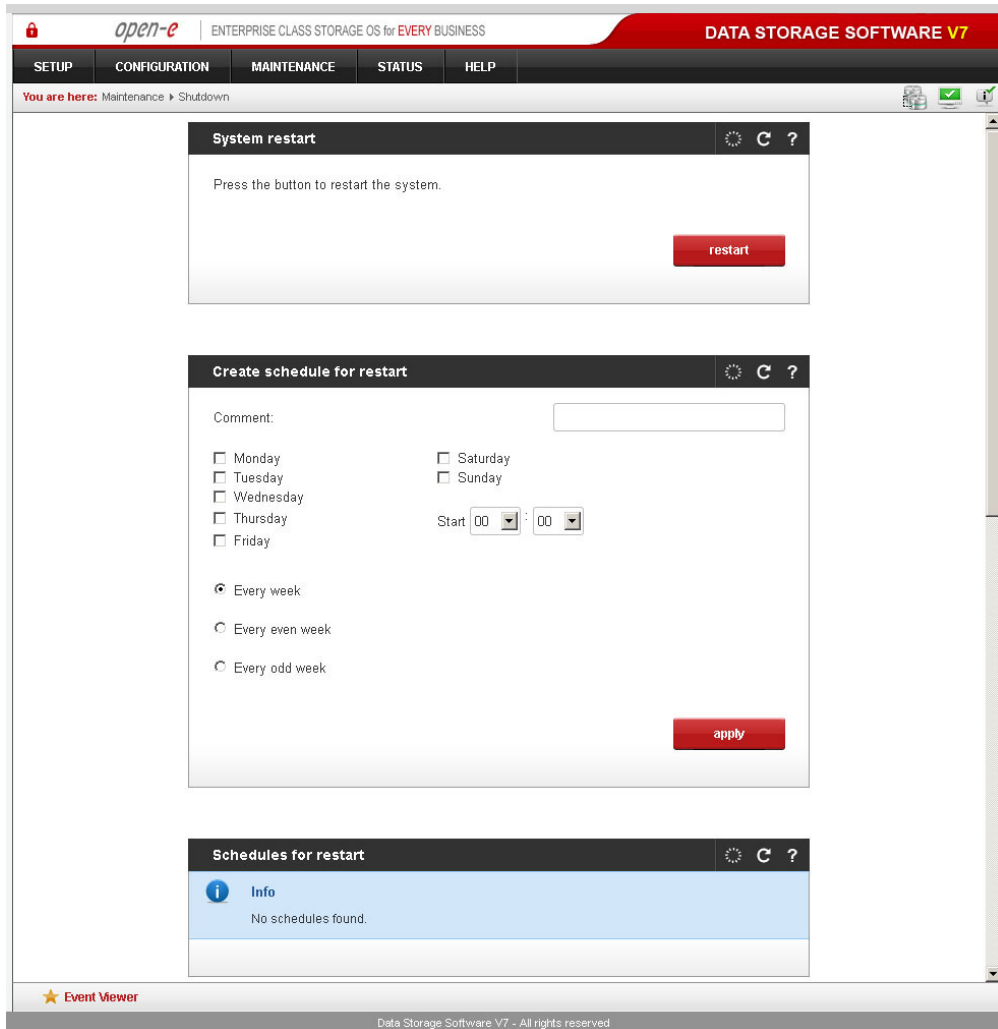 open-e ENTERPRISE CLASS STORAGE OS for EVERY BUSINESS DATA STORAGE SOFTWARE V7
SETUP CONFIGURATION MAINTENANCE STATUS HELP
You are here: Maintenance ▸ Shutdown
System restart ?
Press the button to restart the system.
restart
Create schedule for restart ?
Comment:
Monday Saturday
Tuesday Sunday
Wednesday
Thursday Start 00 : 00
Friday
Every week
Every even week
Every odd week
apply
Schedules for restart ?
Info
No schedules found.
Event Viewer
Data Storage Software V7 - All rights reserved